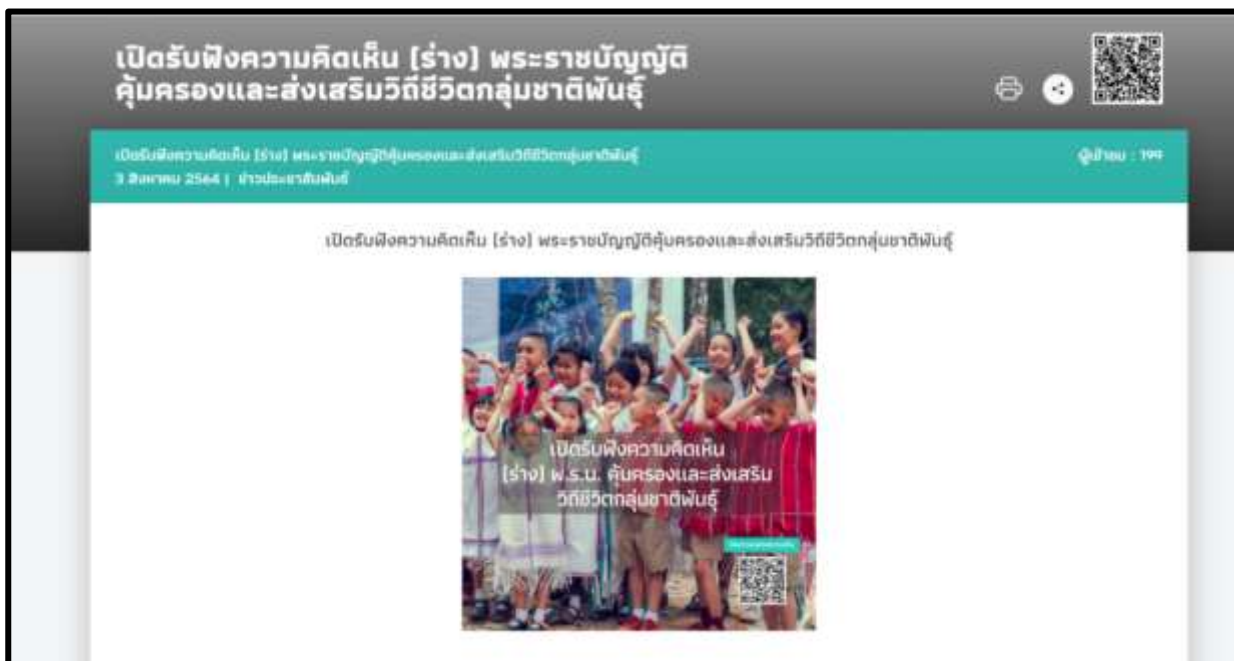 เปิดรับฟังความคิดเห็น (ร่าง) พระราชบัญญัติ
คุ้มครองและส่งเสริมวิถีชีวิตกลุ่มชาติพันธุ์
เปิดรับฟังความคิดเห็น (ร่าง) พระราชบัญญัติคุ้มครองและส่งเสริมวิถีชีวิตกลุ่มชาติพันธุ์
ผู้เข้าชม : 199
3 สิงหาคม 2564 | ข่าวประชาสัมพันธ์
เปิดรับฟังความคิดเห็น (ร่าง) พระราชบัญญัติคุ้มครองและส่งเสริมวิถีชีวิตกลุ่มชาติพันธุ์
เปิดรับฟังความคิดเห็น
(ร่าง) พ.ร.บ. คุ้มครองและส่งเสริม
วิถีชีวิตกลุ่มชาติพันธุ์